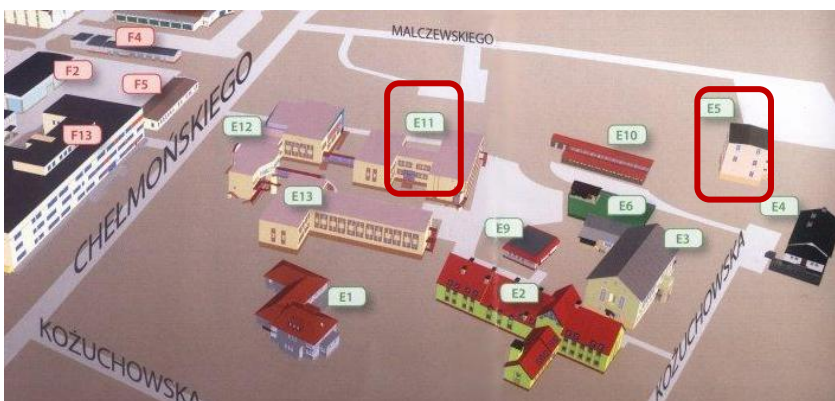 F4
MALCZEWSKIEGO
F2
F5
F13
CHEŁMOŃSKIEGO
E12
E11
E5
E10
E13
E6
E4
E9
E3
E1
E2
KOŻUCHOWSKA
KOŻUCHOWSKA